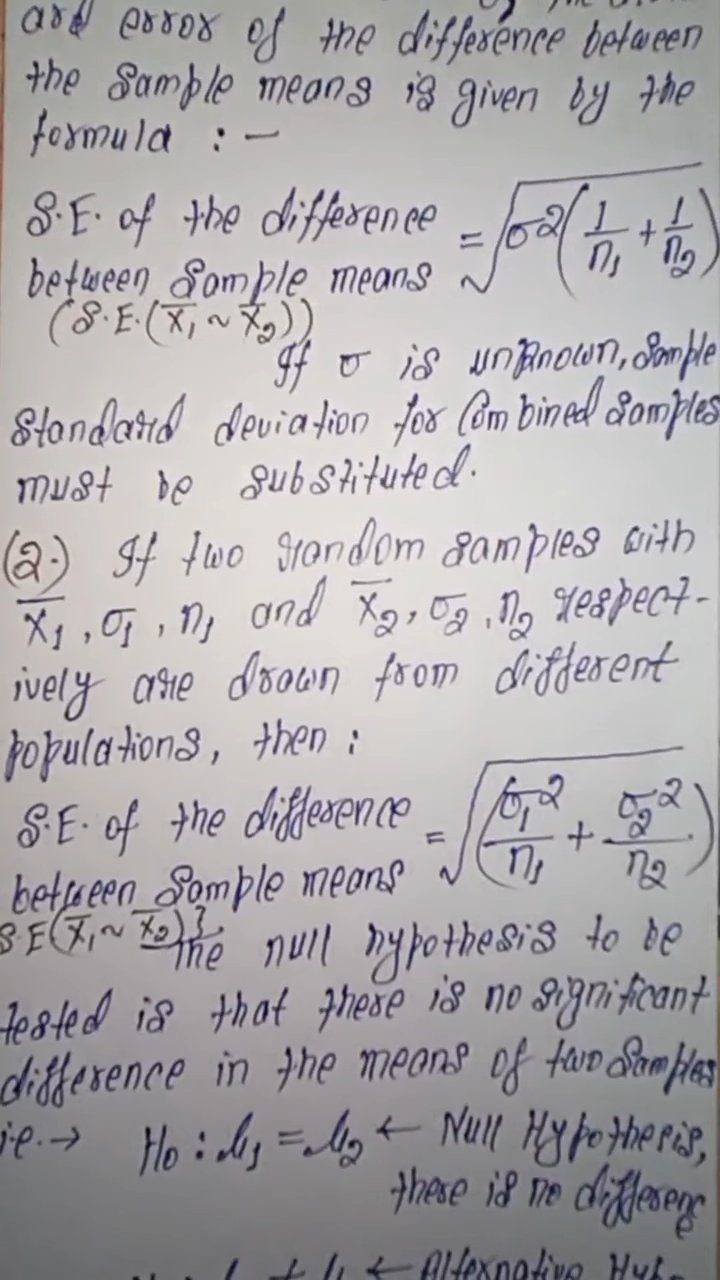 ard error of the difference between
the sample means is given by the
formula : –
S.E. of the difference between sample means = √σ²(1/n₁ + 1/n₂)
(S.E.(x̄₁ ~ x̄₂))
If σ is unknown, sample
standard deviation for Combined samples
must be substituted.
(2.) If two random samples with
x̄₁, σ₁, n₁ and x̄₂, σ₂, n₂ respect-
ively are drawn from different
populations, then :
S.E. of the difference between sample means = √(σ₁²/n₁ + σ₂²/n₂)
S.E(x̄₁ ~ x̄₂)}
The null hypothesis to be
tested is that there is no significant
difference in the means of two samples
i.e. → H₀ : μ₁ = μ₂ ← Null Hypothesis,
there is no difference
← Alternative